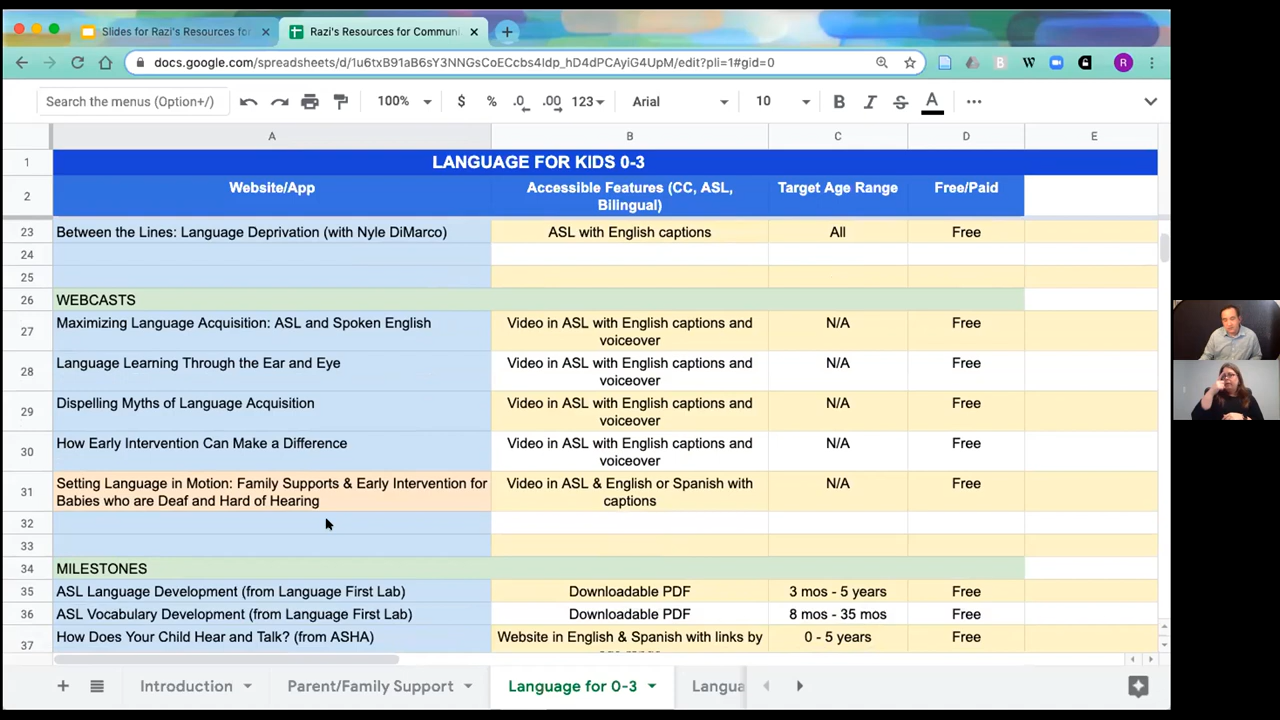 Slides for Razi's Resources for
Razi's Resources for Communi
docs.google.com/spreadsheets/d/1u6txB91aB6sY3NNGsCoECcbs4ldp_hD4dPCAyiG4UpM/edit?pli=1#gid=0
R
Search the menus (Option+/)
100%
$
%
.0
.00
123
Arial
10
B
I
S
A
A
B
C
D
E
1
LANGUAGE FOR KIDS 0-3
2
Website/App
Accessible Features (CC, ASL,
Bilingual)
Target Age Range
Free/Paid
23
Between the Lines: Language Deprivation (with Nyle DiMarco)
ASL with English captions
All
Free
24
25
26
WEBCASTS
27
Maximizing Language Acquisition: ASL and Spoken English
Video in ASL with English captions and
voiceover
N/A
Free
28
Language Learning Through the Ear and Eye
Video in ASL with English captions and
voiceover
N/A
Free
29
Dispelling Myths of Language Acquisition
Video in ASL with English captions and
voiceover
N/A
Free
30
How Early Intervention Can Make a Difference
Video in ASL with English captions and
voiceover
N/A
Free
31
Setting Language in Motion: Family Supports & Early Intervention for
Babies who are Deaf and Hard of Hearing
Video in ASL & English or Spanish with
captions
N/A
Free
32
33
34
MILESTONES
35
ASL Language Development (from Language First Lab)
Downloadable PDF
3 mos - 5 years
Free
36
ASL Vocabulary Development (from Language First Lab)
Downloadable PDF
8 mos - 35 mos
Free
37
How Does Your Child Hear and Talk? (from ASHA)
Website in English & Spanish with links by
0 - 5 years
Free
Introduction
Parent/Family Support
Language for 0-3
Langua